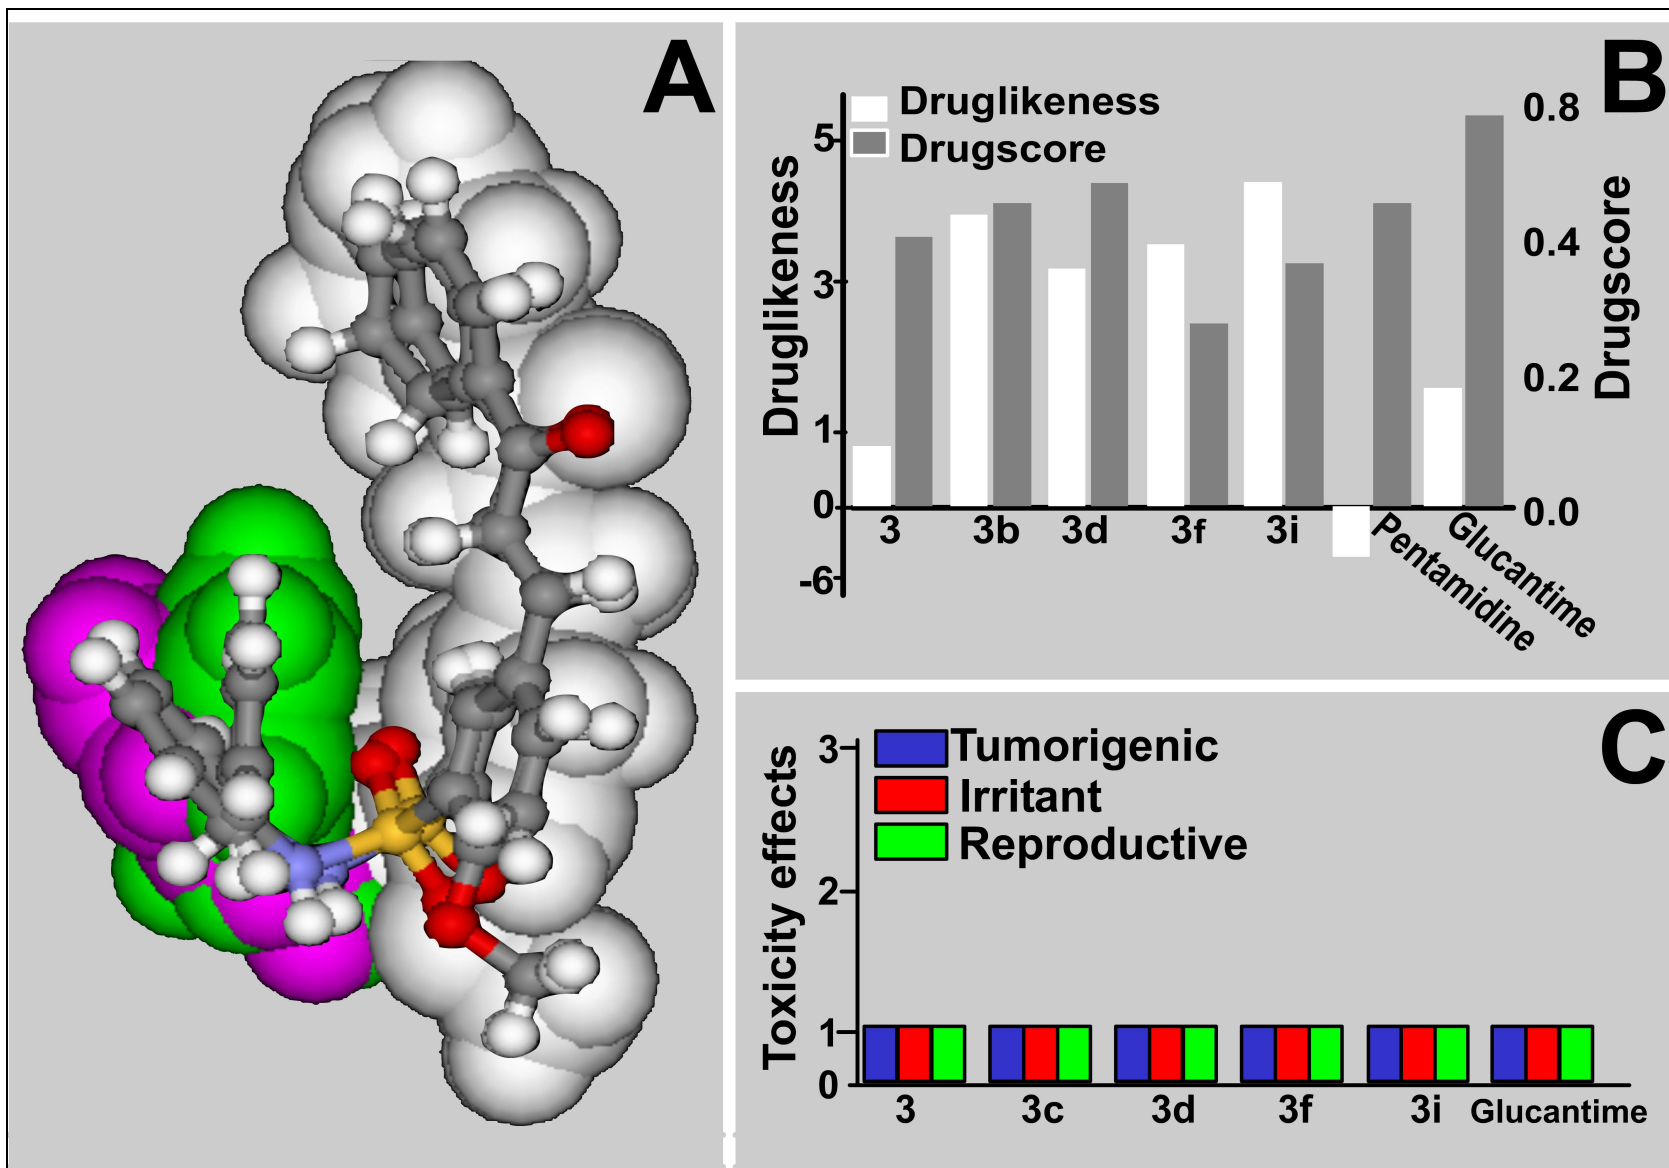 A
B
Druglikeness
Drugscore
Druglikeness
5
3
1
0
-6
0.8
0.4
0.2
0.0
Drugscore
3 3b 3d 3f 3i Pentamidine Glucantime
C
Tumorigenic
Irritant
Reproductive
Toxicity effects
3
2
1
0
3 3c 3d 3f 3i Glucantime